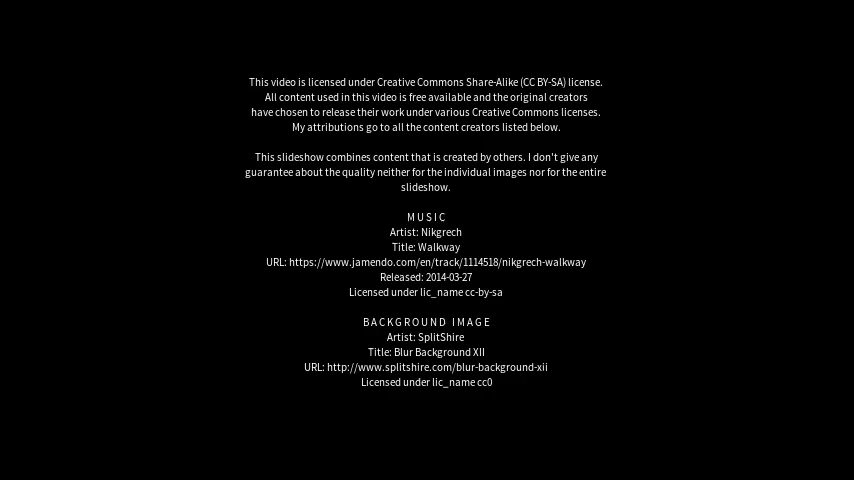 This video is licensed under Creative Commons Share-Alike (CC BY-SA) license.
All content used in this video is free available and the original creators
have chosen to release their work under various Creative Commons licenses.
My attributions go to all the content creators listed below.
This slideshow combines content that is created by others. I don't give any
guarantee about the quality neither for the individual images nor for the entire
slideshow.
MUSIC
Artist: Nikgrech
Title: Walkway
URL: https://www.jamendo.com/en/track/1114518/nikgrech-walkway
Released: 2014-03-27
Licensed under lic_name cc-by-sa
BACKGROUND IMAGE
Artist: SplitShire
Title: Blur Background XII
URL: http://www.splitshire.com/blur-background-xii
Licensed under lic_name cc0